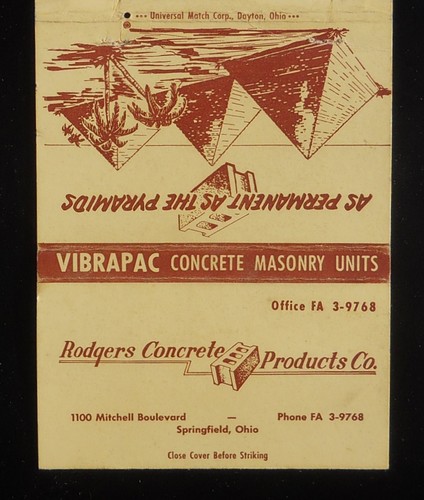 ••• Universal Match Corp., Dayton, Ohio •••
AS PERMANENT AS THE PYRAMIDS
VIBRAPAC CONCRETE MASONRY UNITS
Office FA 3-9768
Rodgers Concrete Products Co.
1100 Mitchell Boulevard — Phone FA 3-9768
Springfield, Ohio
Close Cover Before Striking